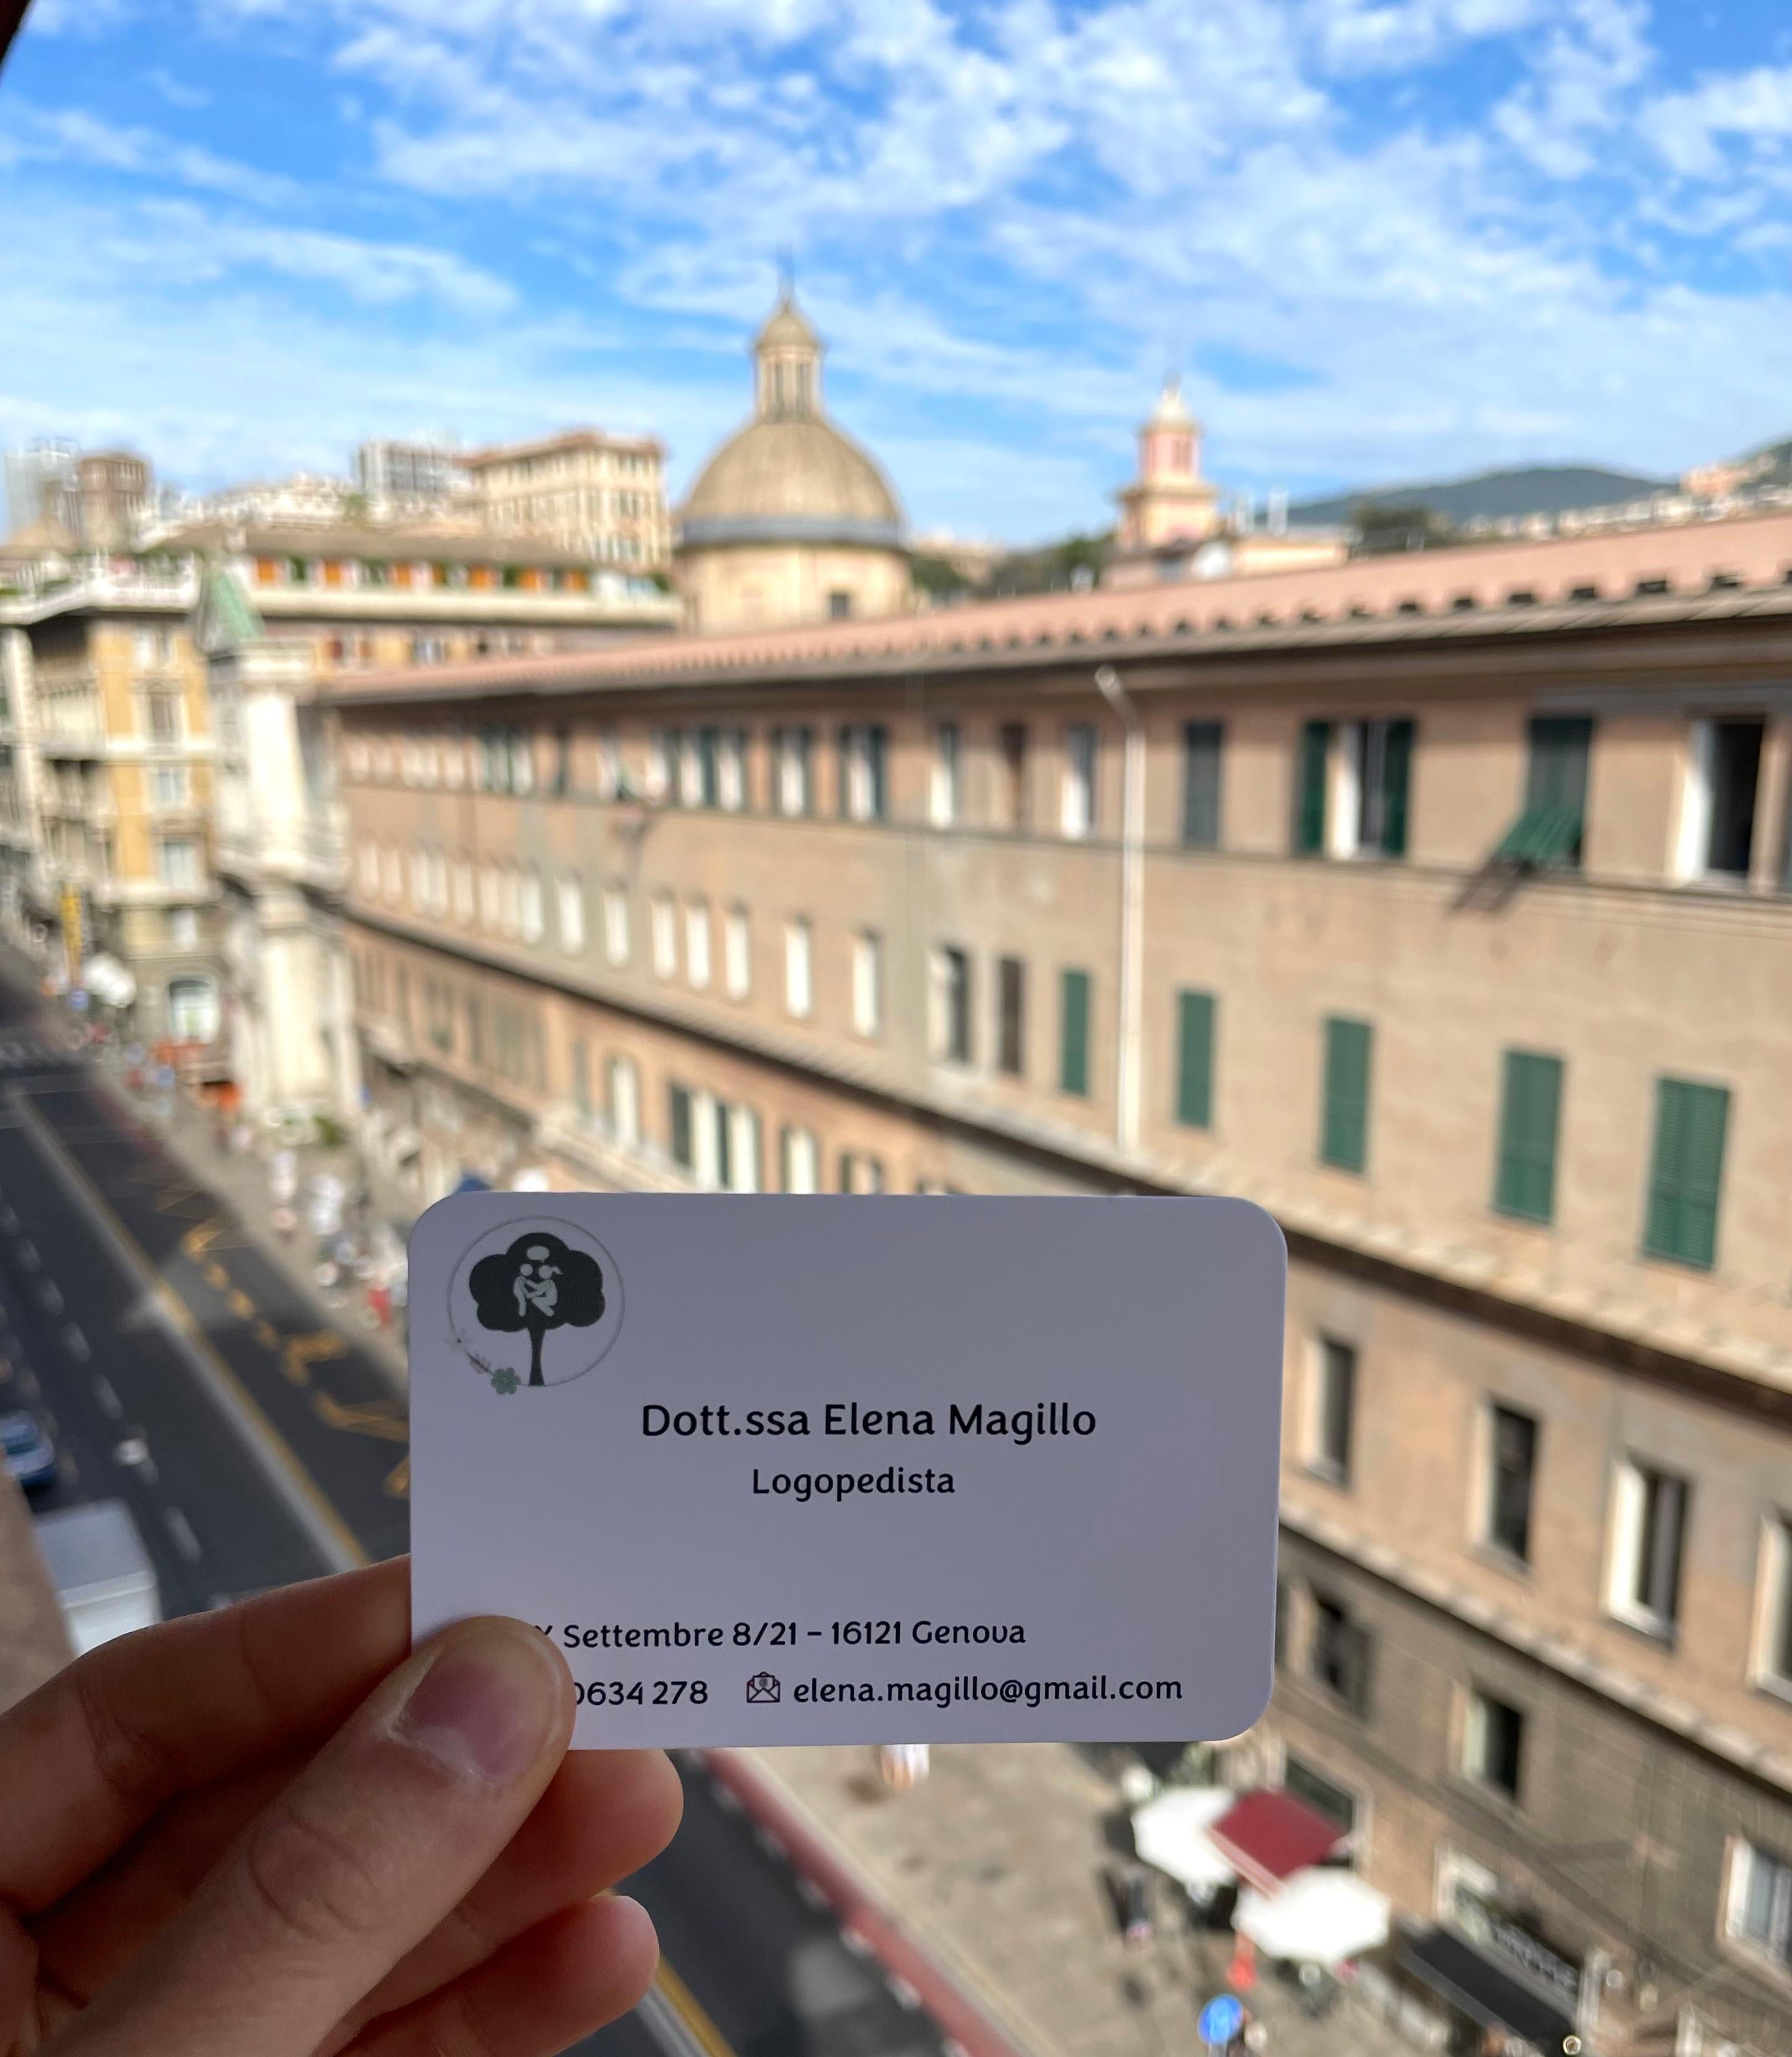 Dott.ssa Elena Magillo
Logopedista
Settembre 8/21 – 16121 Genova
0634 278 elena.magillo@gmail.com